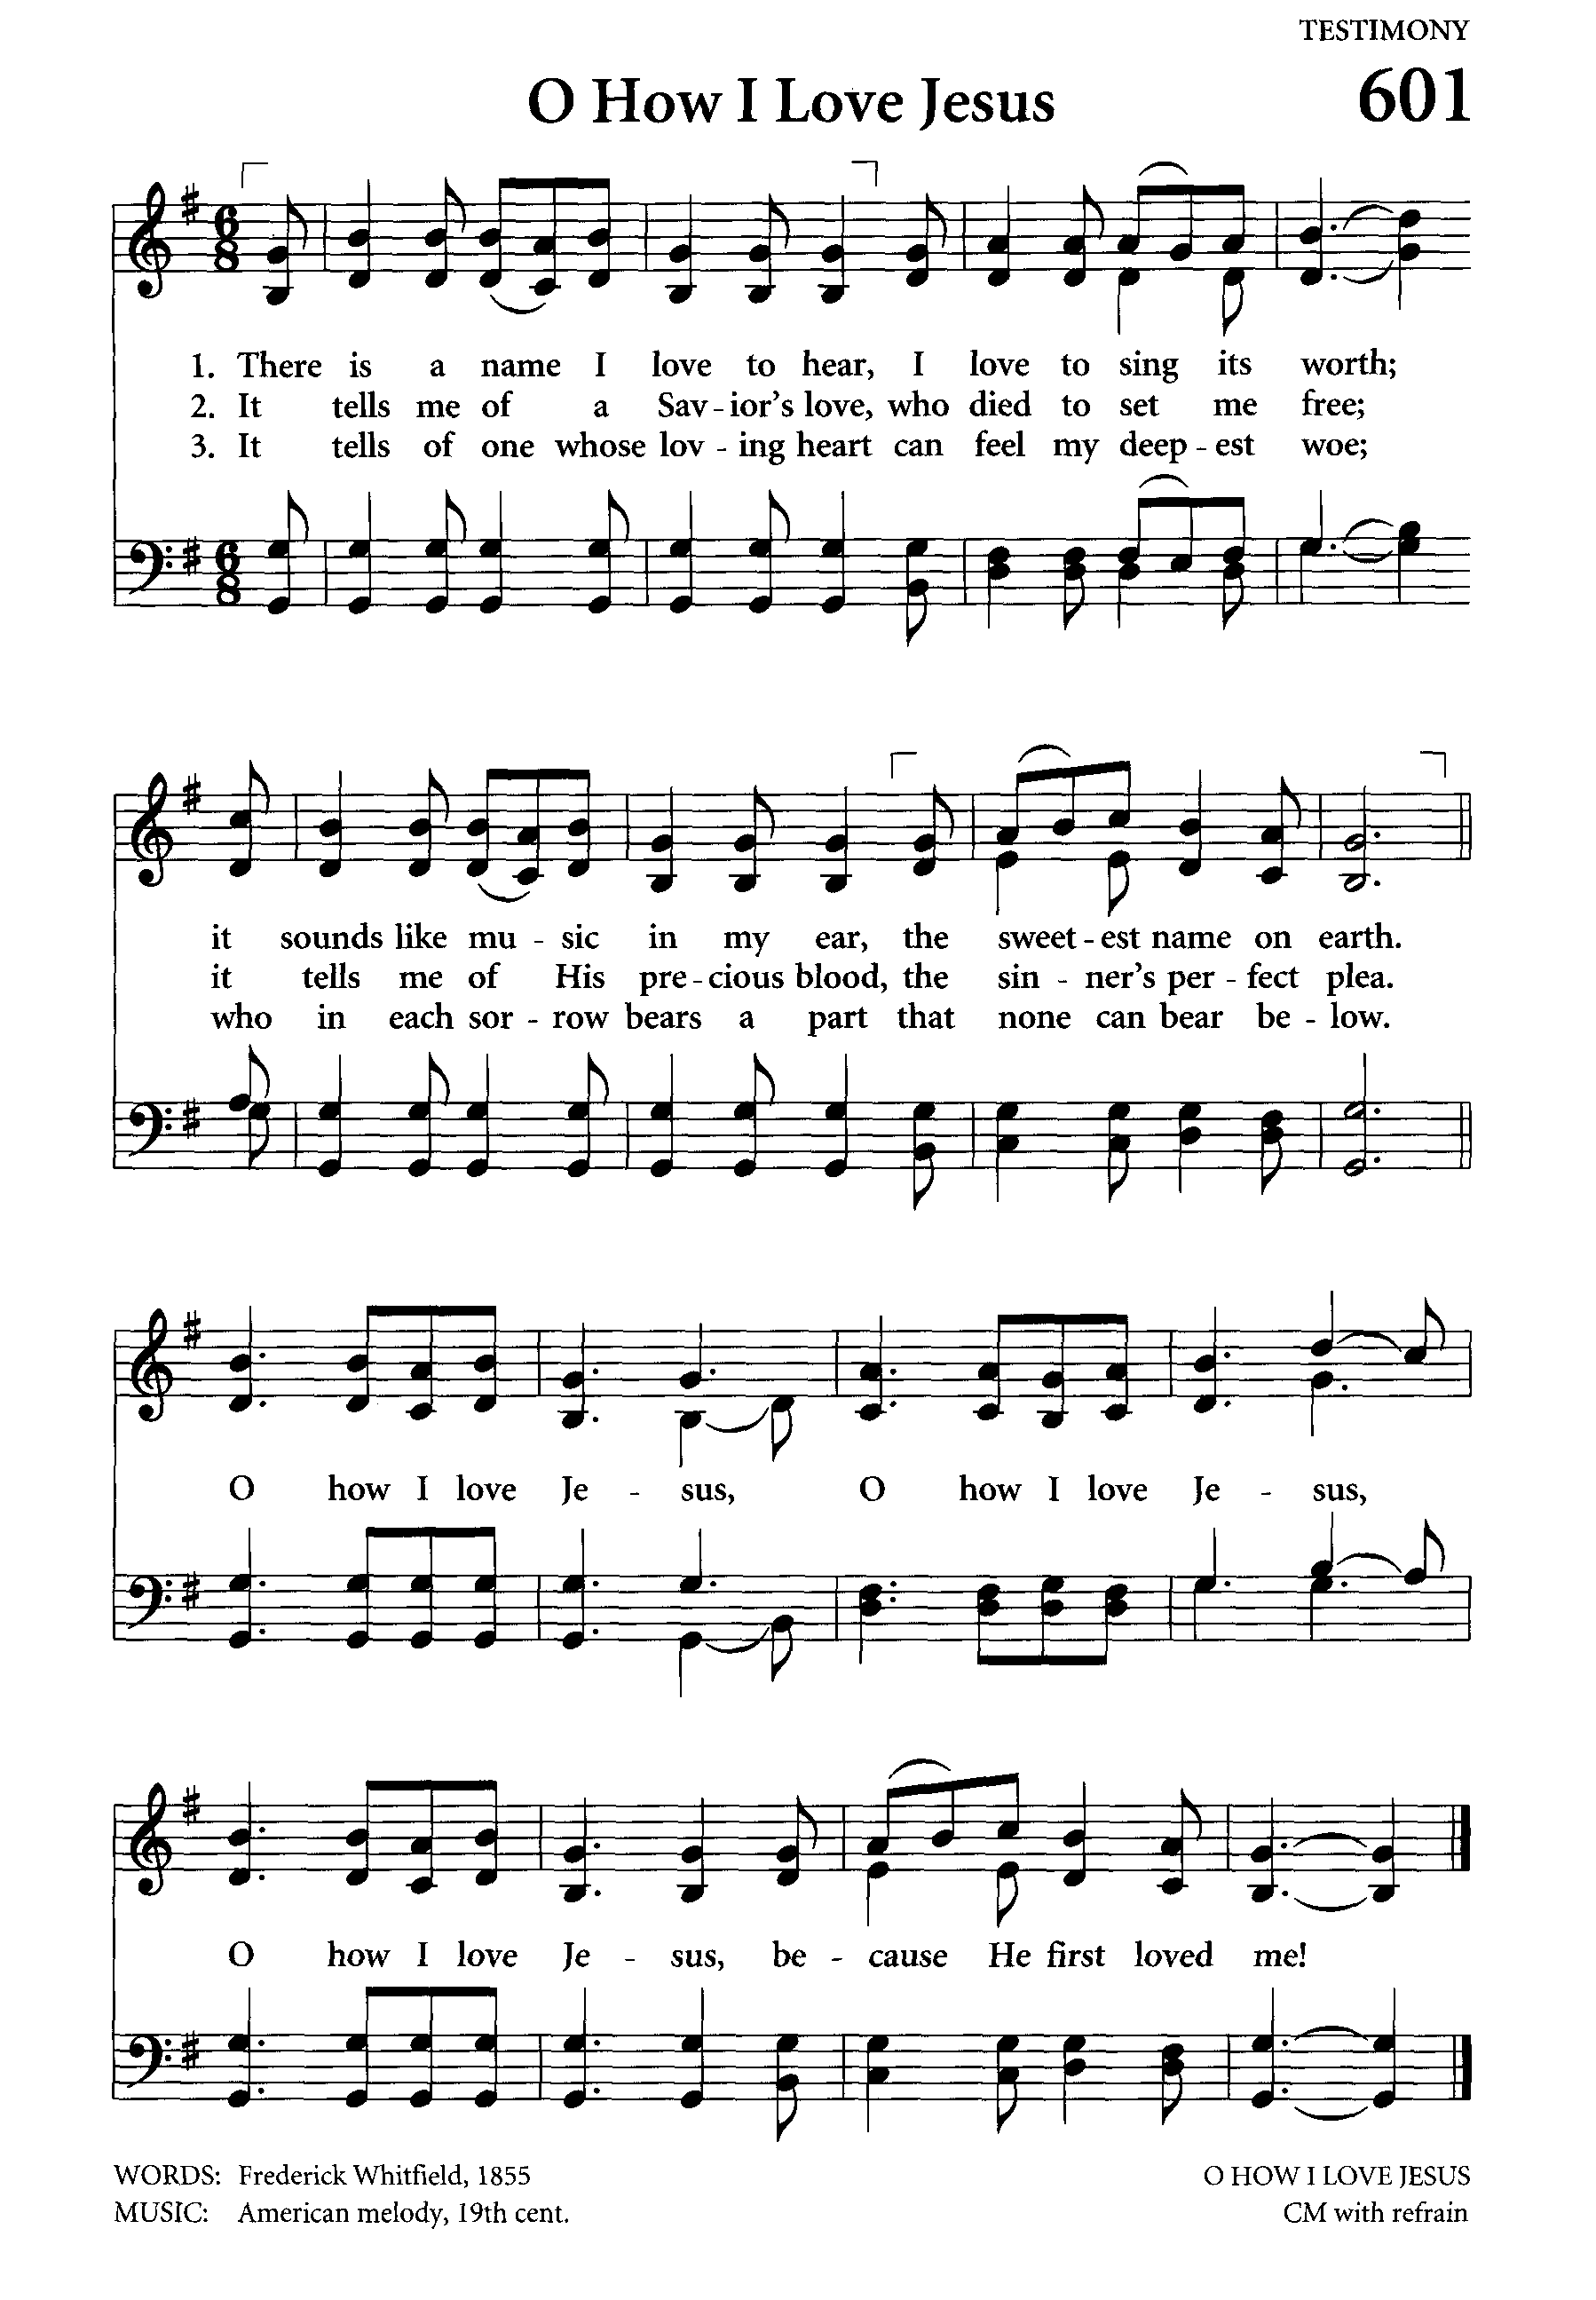 TESTIMONY
O How I Love Jesus 601
1. There is a name I love to hear, I love to sing its worth;
2. It tells me of a Sav - ior's love, who died to set me free;
3. It tells of one whose lov - ing heart can feel my deep - est woe;
it sounds like mu - sic in my ear, the sweet - est name on earth.
it tells me of His pre - cious blood, the sin - ner's per - fect plea.
who in each sor - row bears a part that none can bear be - low.
O how I love Je - sus, O how I love Je - sus,
O how I love Je - sus, be - cause He first loved me!
WORDS: Frederick Whitfield, 1855 O HOW I LOVE JESUS
MUSIC: American melody, 19th cent. CM with refrain